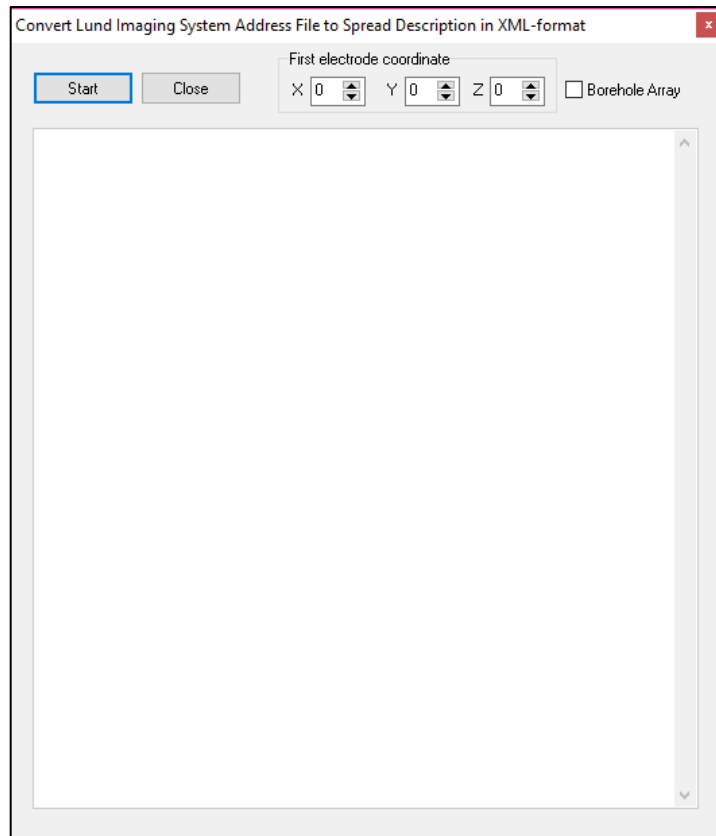 Convert Lund Imaging System Address File to Spread Description in XML-format
x
First electrode coordinate
Start Close X 0 Y 0 Z 0 Borehole Array